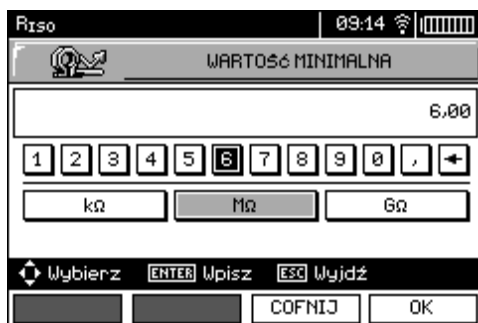 RISO 09:14
WARTOŚĆ MINIMALNA
6,00
1 2 3 4 5 6 7 8 9 0 , ←
kΩ MΩ GΩ
Wybierz ENTER Wpisz ESC Wyjdź
COFNIJ OK